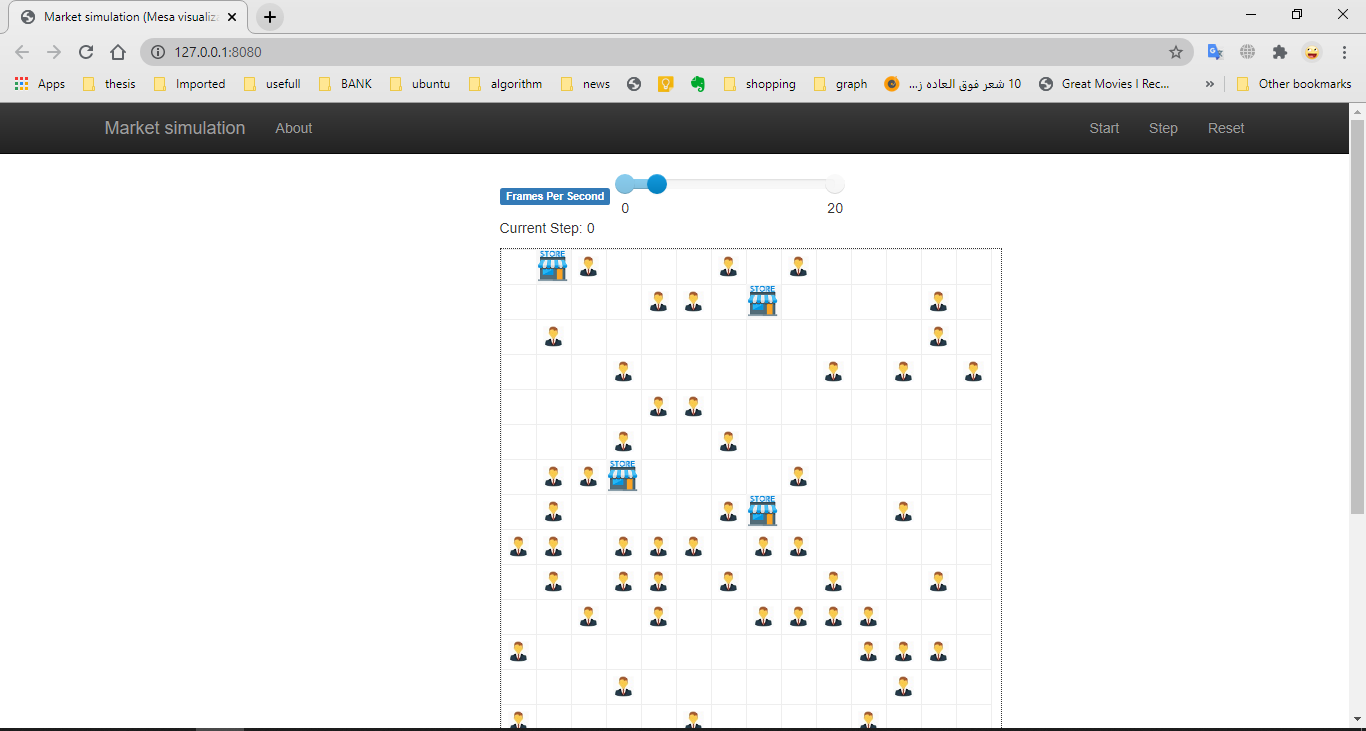 Market simulation (Mesa visualiza
127.0.0.1:8080
Apps thesis Imported usefull BANK ubuntu algorithm news shopping graph 10 شعر فوق العاده ز... Great Movies I Rec... » Other bookmarks
Market simulation About Start Step Reset
Frames Per Second
0 20
Current Step: 0
STORE
STORE
STORE
STORE